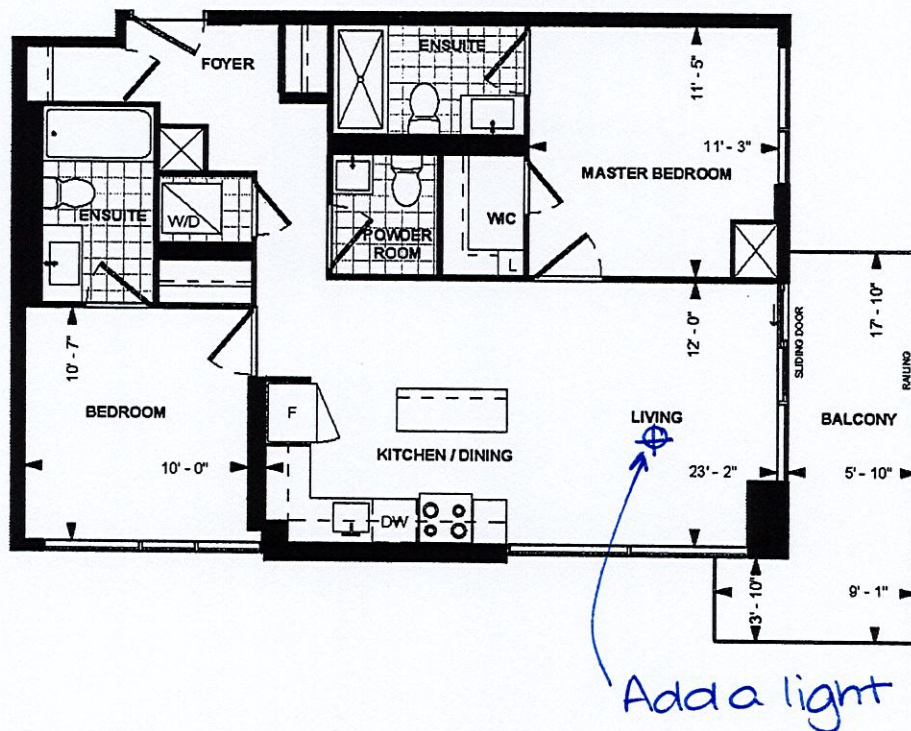 FOYER
ENSUITE
11' - 5"
11' - 3"
MASTER BEDROOM
ENSUITE
W/D
POWDER
ROOM
WIC
L
10' - 7"
BEDROOM
10' - 0"
F
KITCHEN / DINING
DW
12' - 0"
LIVING
23' - 2"
SLIDING DOOR
17' - 10"
RAILING
BALCONY
5' - 10"
3' - 10"
9' - 1"
Add a light